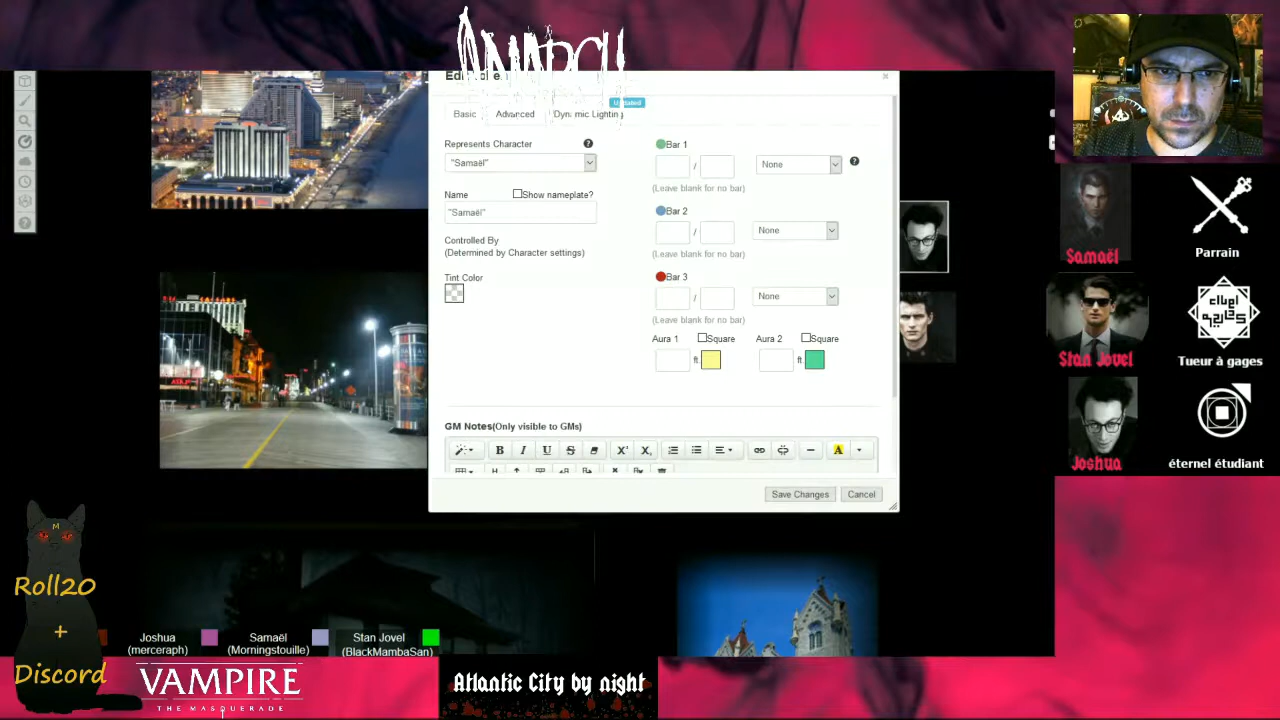 Anarch
Updated
Basic
Advanced
Dynamic Lighting
Represents Character
"Samaël"
Name
Show nameplate?
"Samaël"
Controlled By
(Determined by Character settings)
Tint Color
Bar 1
/
None
(Leave blank for no bar)
Bar 2
/
None
(Leave blank for no bar)
Bar 3
/
None
(Leave blank for no bar)
Aura 1
Square
Aura 2
Square
ft.
ft.
GM Notes(Only visible to GMs)
Save Changes
Cancel
Samaël
Parrain
Stan Jovel
Tueur à gages
Joshua
éternel étudiant
M
Roll20
+
Discord
Joshua
(merceraph)
Samaël
(Morningstouille)
Stan Jovel
(BlackMambaSan)
VAMPIRE
THE MASQUERADE
Atlantic City by night